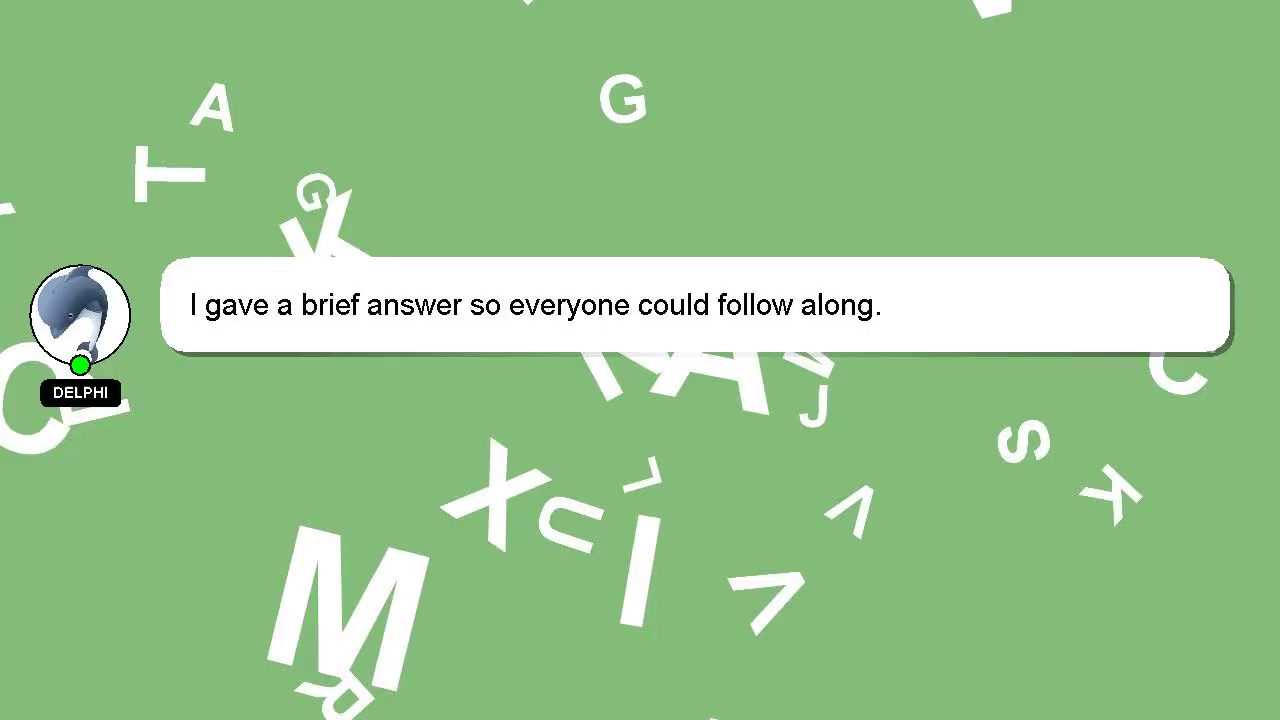 I gave a brief answer so everyone could follow along.
DELPHI
A
G
T
G
K
A
J
C
C
S
K
X
L
U
I
V
V
M
R